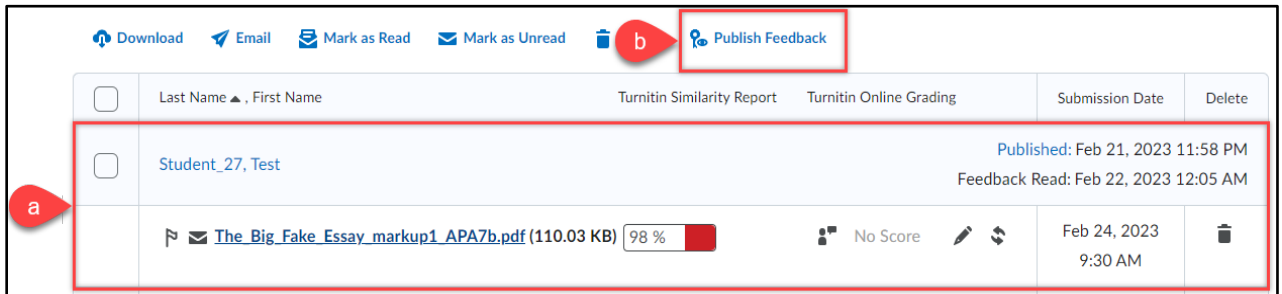 Download Email Mark as Read Mark as Unread b Publish Feedback
Last Name ▲ , First Name Turnitin Similarity Report Turnitin Online Grading Submission Date Delete
Student_27, Test
Published: Feb 21, 2023 11:58 PM
Feedback Read: Feb 22, 2023 12:05 AM
a
The_Big_Fake_Essay_markup1_APA7b.pdf (110.03 KB) 98 % No Score Feb 24, 2023
9:30 AM